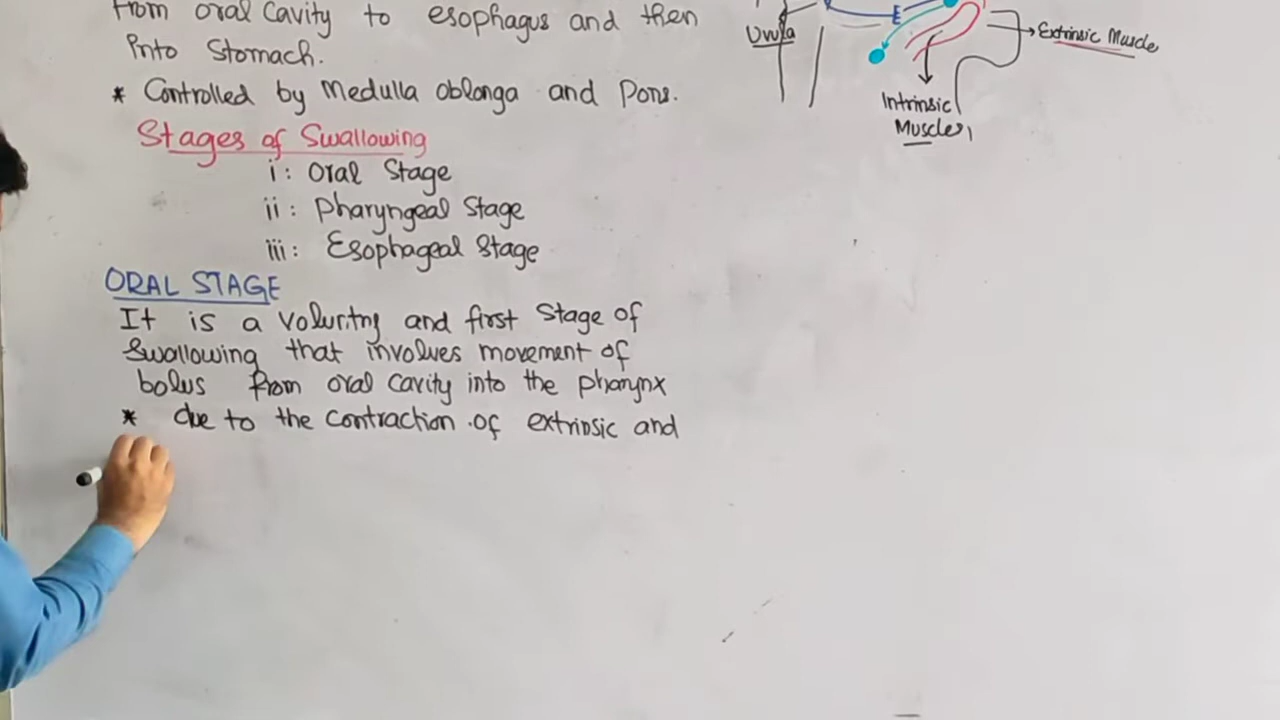 From oral cavity to esophagus and then
into Stomach.
* Controlled by Medulla oblonga and Pons.
Stages of Swallowing
i: Oral Stage
ii: Pharyngeal Stage
iii: Esophageal Stage
ORAL STAGE
It is a voluntry and first Stage of
Swallowing that involves movement of
bolus from oral cavity into the pharynx
* due to the contraction of extrinsic and
Uvula
Extrinsic Muscle
Intrinsic
Muscles,